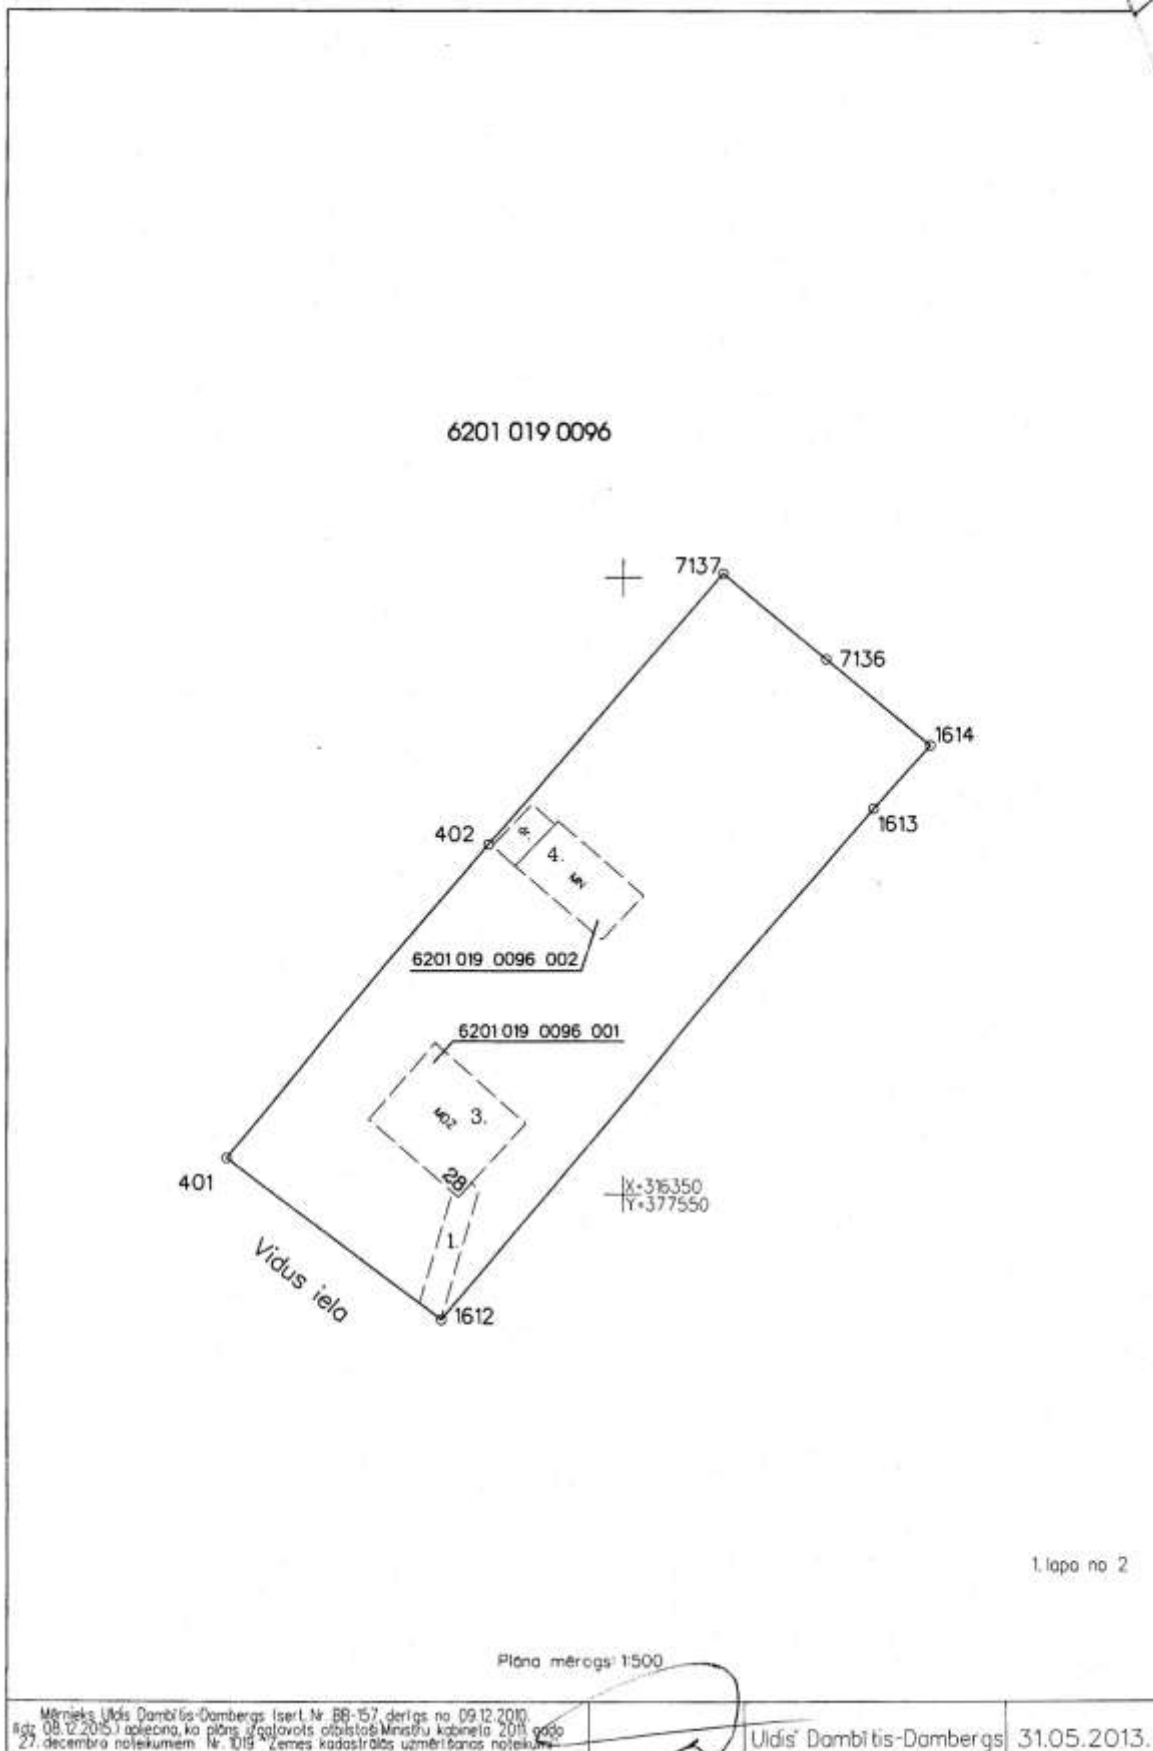 6201 019 0096
7137
7136
1614
1613
402
dr.
4.
MN
6201 019 0096 002
6201 019 0096 001
MDZ 3.
28
401
X=316350
Y=377550
1.
Vidus iela
1612
1. lapa no 2
Plāna mērogs 1:500
Mērnieks Uldis Dambītis-Dambergs (sert. Nr. BB-157, derīgs no 09.12.2010.
līdz 08.12.2015.) apliecina, ka plāns izgatavots atbilstoši Ministru kabineta 2011. gada
27. decembra noteikumiem Nr. 1019 "Zemes kadastrālās uzmērīšanas
Uldis Dambītis-Dambergs
31.05.2013.